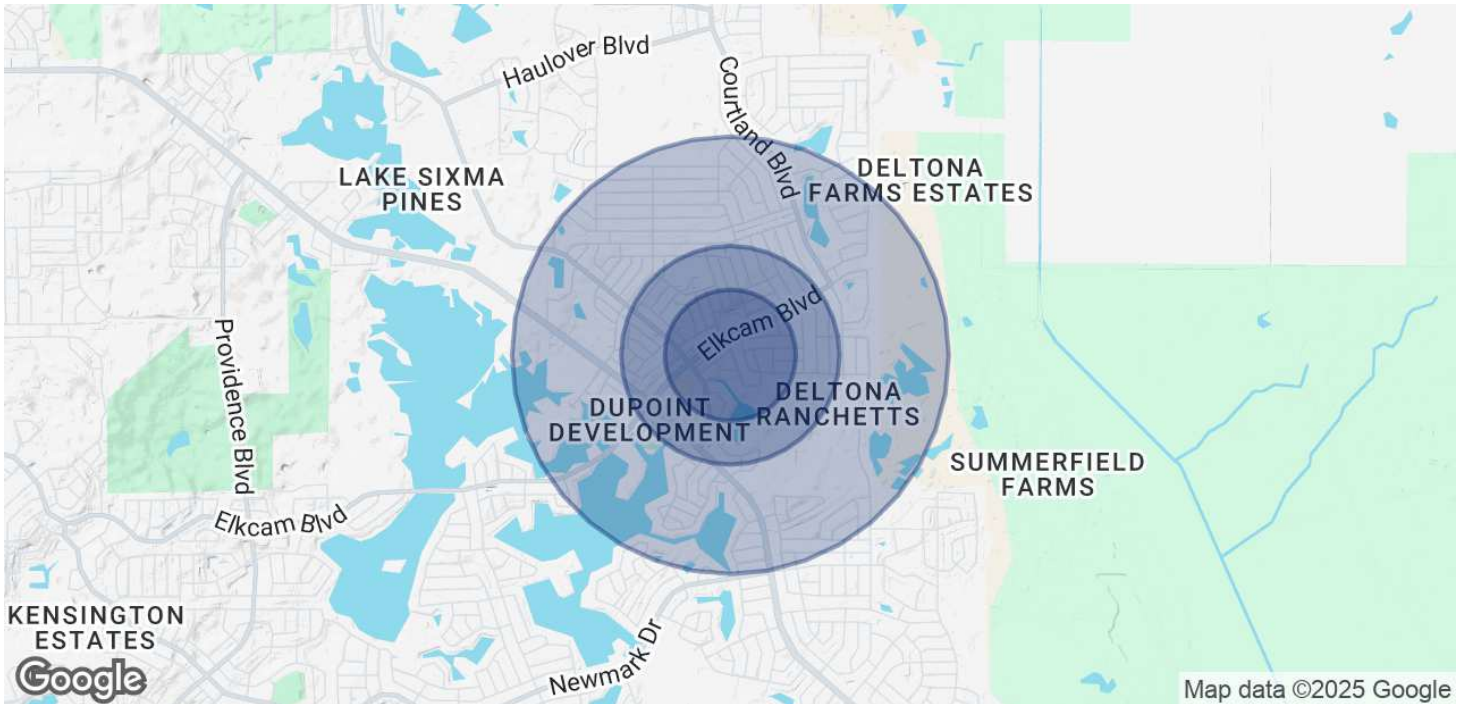 Haulover Blvd
Courtland Blvd
LAKE SIXMA
PINES
DELTONA
FARMS ESTATES
Elkcam Blvd
Providence Blvd
DUPOINT
DEVELOPMENT
DELTONA
RANCHETTS
SUMMERFIELD
FARMS
Elkcam Blvd
KENSINGTON
ESTATES
Newmark Dr
Google
Map data ©2025 Google